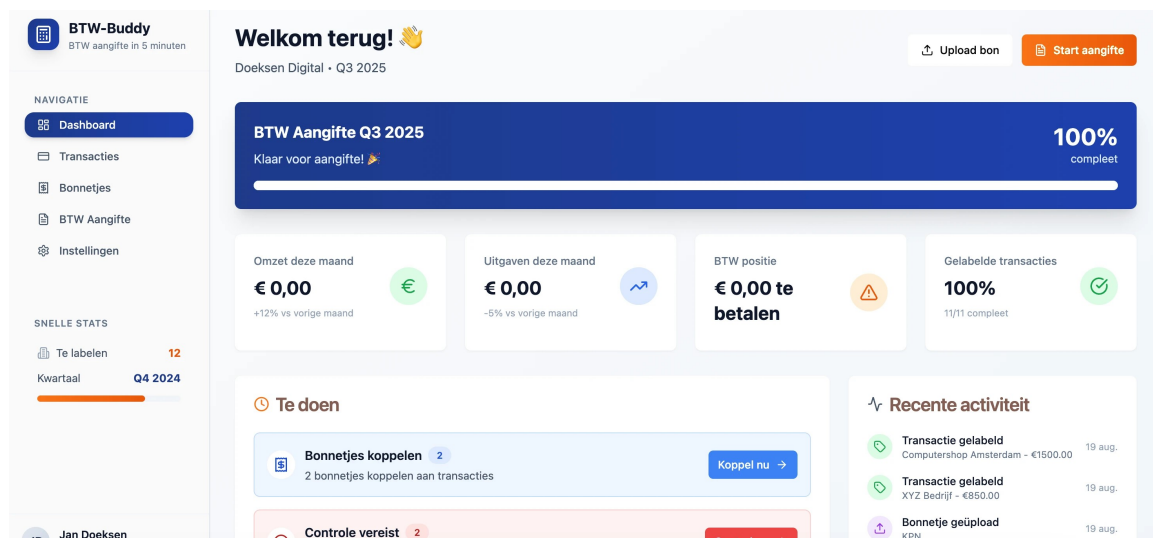 BTW-Buddy
BTW aangifte in 5 minuten
NAVIGATIE
Dashboard
Transacties
Bonnetjes
BTW Aangifte
Instellingen
SNELLE STATS
Te labelen 12
Kwartaal Q4 2024
Jan Doeksen
Welkom terug! 👋
Doeksen Digital • Q3 2025
Upload bon
Start aangifte
BTW Aangifte Q3 2025
Klaar voor aangifte! 🎉
100%
compleet
Omzet deze maand
€ 0,00
+12% vs vorige maand
Uitgaven deze maand
€ 0,00
-5% vs vorige maand
BTW positie
€ 0,00 te
betalen
Gelabelde transacties
100%
11/11 compleet
Te doen
Bonnetjes koppelen 2
2 bonnetjes koppelen aan transacties
Koppel nu →
Controle vereist 2
Recente activiteit
Transactie gelabeld
Computershop Amsterdam - €1500.00
19 aug.
Transactie gelabeld
XYZ Bedrijf - €850.00
19 aug.
Bonnetje geüpload
KPN
19 aug.